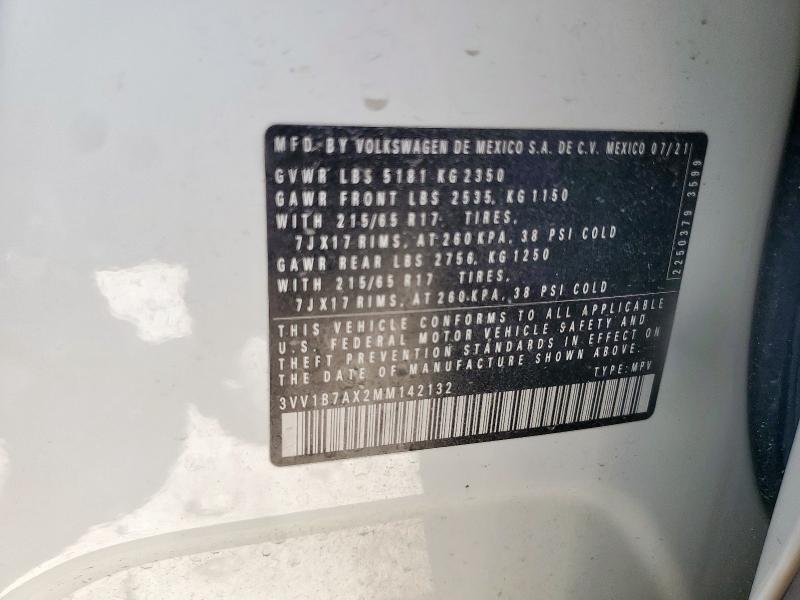 MFD. BY VOLKSWAGEN DE MEXICO S.A. DE C.V. MEXICO 07/21
GVWR LBS 5181 KG 2350
GAWR FRONT LBS 2535, KG 1150
WITH 215/65 R17 TIRES,
7JX17 RIMS, AT 260 KPA, 38 PSI COLD
GAWR REAR LBS 2756, KG 1250
WITH 215/65 R17 TIRES,
7JX17 RIMS, AT 260 KPA, 38 PSI COLD
THIS VEHICLE CONFORMS TO ALL APPLICABLE
U.S. FEDERAL MOTOR VEHICLE SAFETY AND
THEFT PREVENTION STANDARDS IN EFFECT ON
THE DATE OF MANUFACTURE SHOWN ABOVE.
TYPE: MPV
3VV1B7AX2MM142132
2250379 3599